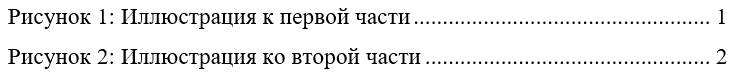 Рисунок 1: Иллюстрация к первой части.................................................... 1
Рисунок 2: Иллюстрация ко второй части.................................................. 2